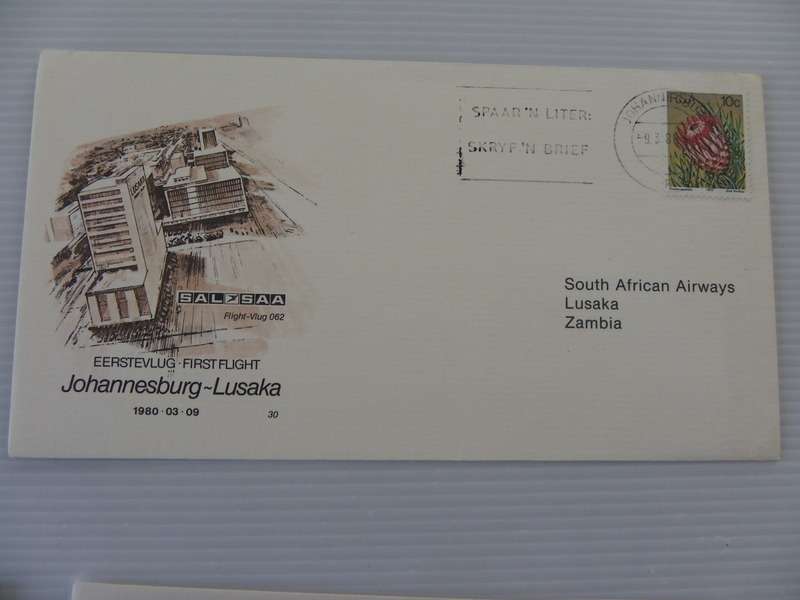 SPAAR 'N LITER:
SKRYF 'N BRIEF
10c
SAL SAA
Flight-Vlug 062
EERSTEVLUG · FIRST FLIGHT
Johannesburg~Lusaka
1980 · 03 · 09
30
South African Airways
Lusaka
Zambia